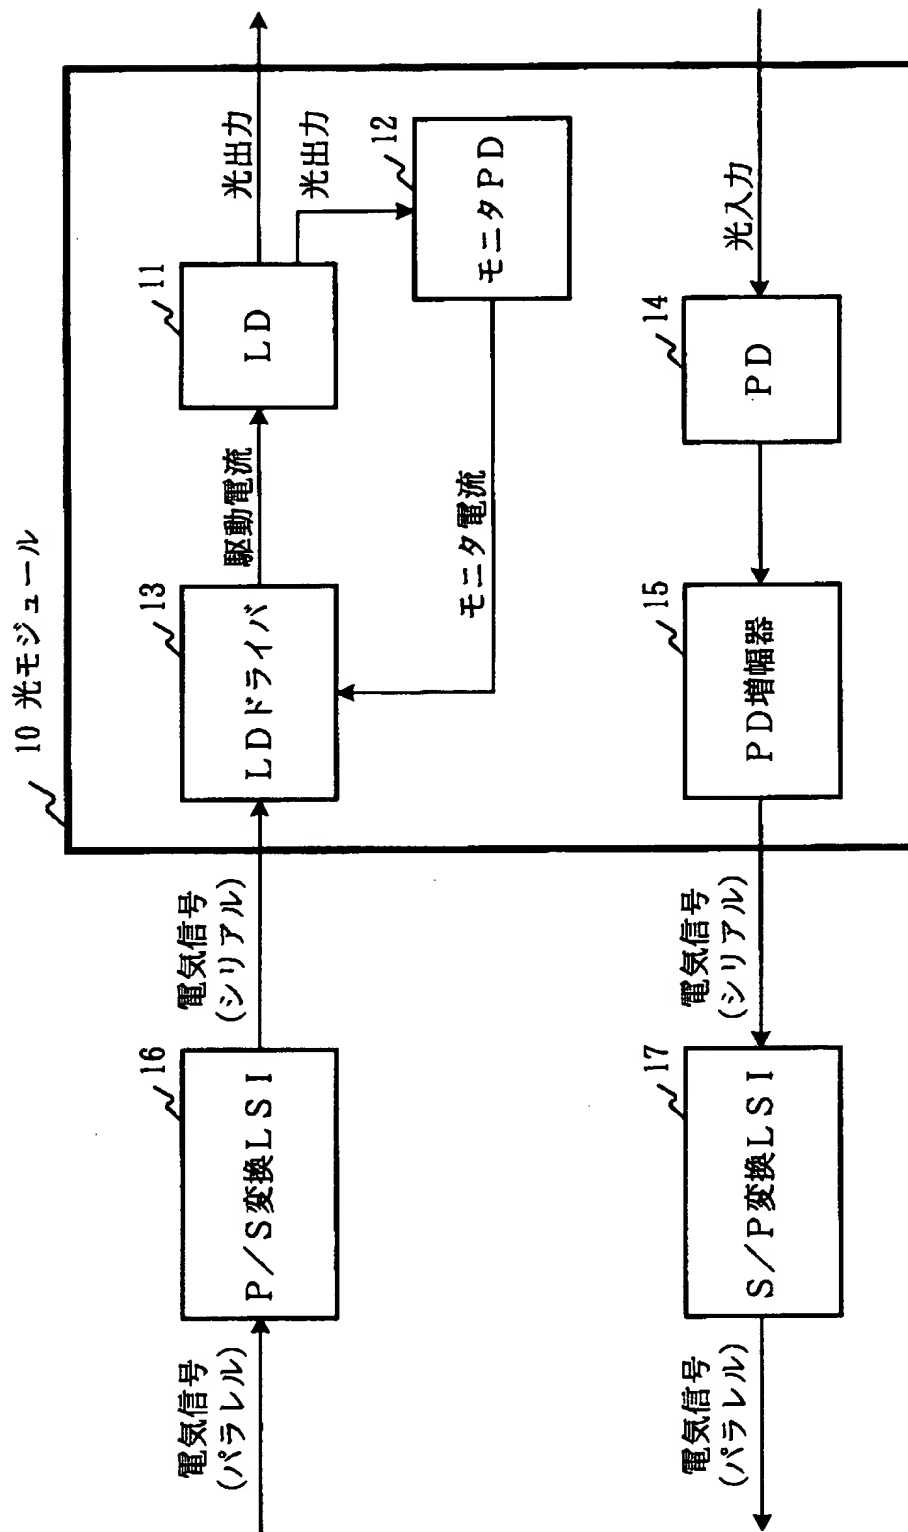 10 光モジュール
電気信号
(パラレル)
16
P/S変換LSI
電気信号
(シリアル)
13
LDドライバ
駆動電流
11
LD
光出力
光出力
12
モニタPD
モニタ電流
光入力
14
PD
15
PD増幅器
電気信号
(シリアル)
17
S/P変換LSI
電気信号
(パラレル)